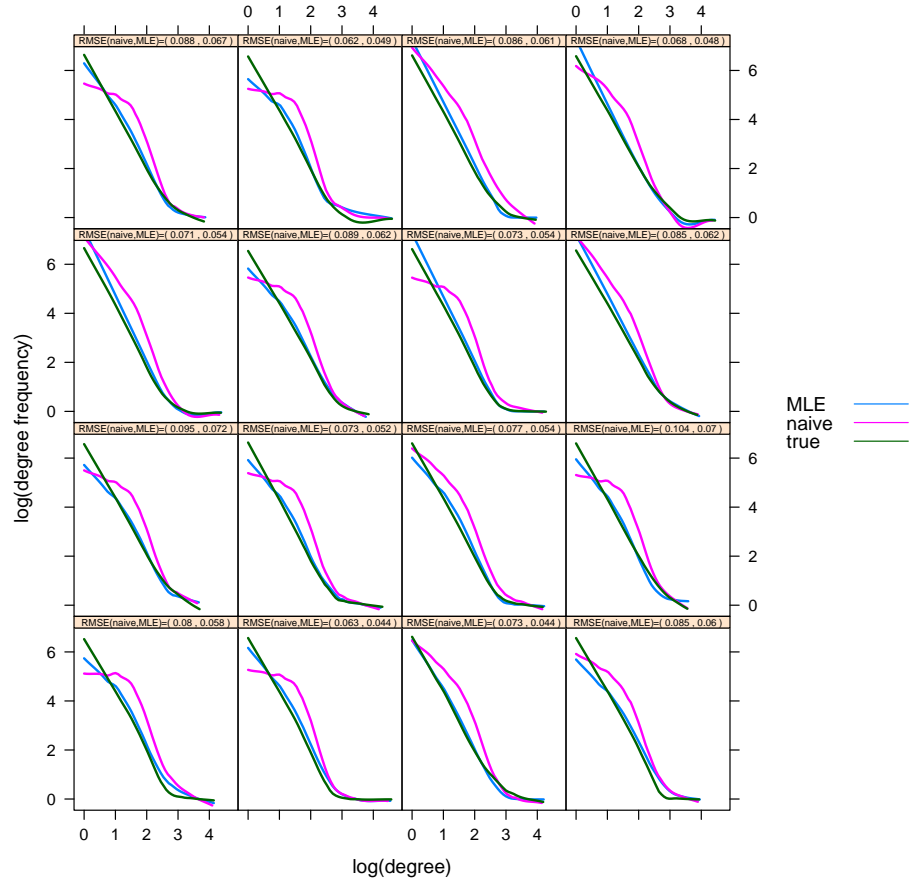 0 1 2 3 4 0 1 2 3 4
RMSE(naive,MLE)=( 0.088 , 0.067 ) RMSE(naive,MLE)=( 0.062 , 0.049 ) RMSE(naive,MLE)=( 0.086 , 0.061 ) RMSE(naive,MLE)=( 0.068 , 0.048 )
6
4
2
0
RMSE(naive,MLE)=( 0.071 , 0.054 ) RMSE(naive,MLE)=( 0.089 , 0.062 ) RMSE(naive,MLE)=( 0.073 , 0.054 ) RMSE(naive,MLE)=( 0.085 , 0.062 )
6
4
2
0
RMSE(naive,MLE)=( 0.095 , 0.072 ) RMSE(naive,MLE)=( 0.073 , 0.052 ) RMSE(naive,MLE)=( 0.077 , 0.054 ) RMSE(naive,MLE)=( 0.104 , 0.07 )
6
4
2
0
RMSE(naive,MLE)=( 0.08 , 0.058 ) RMSE(naive,MLE)=( 0.063 , 0.044 ) RMSE(naive,MLE)=( 0.073 , 0.044 ) RMSE(naive,MLE)=( 0.085 , 0.06 )
6
4
2
0
0 1 2 3 4 0 1 2 3 4
log(degree)
log(degree frequency)
MLE
naive
true